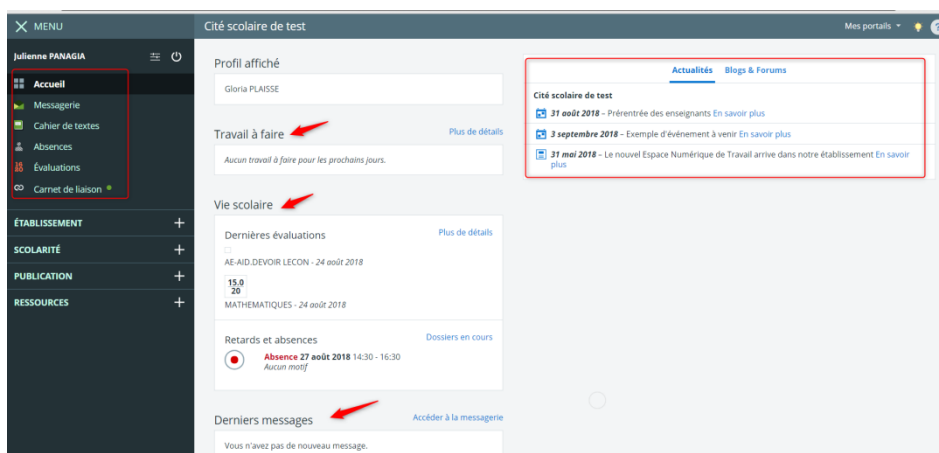 MENU
Cité scolaire de test
Mes portails
?
Julienne PANAGIA
Accueil
Messagerie
Cahier de textes
Absences
Évaluations
Carnet de liaison
ÉTABLISSEMENT
SCOLARITÉ
PUBLICATION
RESSOURCES
Profil affiché
Gloria PLAISSE
Travail à faire
Plus de détails
Aucun travail à faire pour les prochains jours.
Vie scolaire
Dernières évaluations
Plus de détails
AE-AID.DEVOIR LECON - 24 août 2018
15.0
20
MATHEMATIQUES - 24 août 2018
Retards et absences
Dossiers en cours
Absence 27 août 2018 14:30 - 16:30
Aucun motif
Derniers messages
Accéder à la messagerie
Vous n'avez pas de nouveau message.
Actualités Blogs & Forums
Cité scolaire de test
31 août 2018 – Prérentrée des enseignants En savoir plus
3 septembre 2018 – Exemple d'événement à venir En savoir plus
31 mai 2018 – Le nouvel Espace Numérique de Travail arrive dans notre établissement En savoir
plus